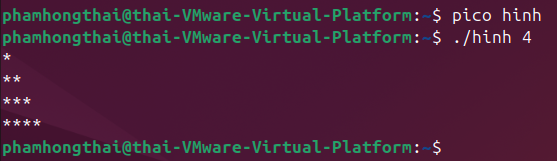 phamhongthai@thai-VMware-Virtual-Platform:~$ pico hinh
phamhongthai@thai-VMware-Virtual-Platform:~$ ./hinh 4
*
**
***
****
phamhongthai@thai-VMware-Virtual-Platform:~$